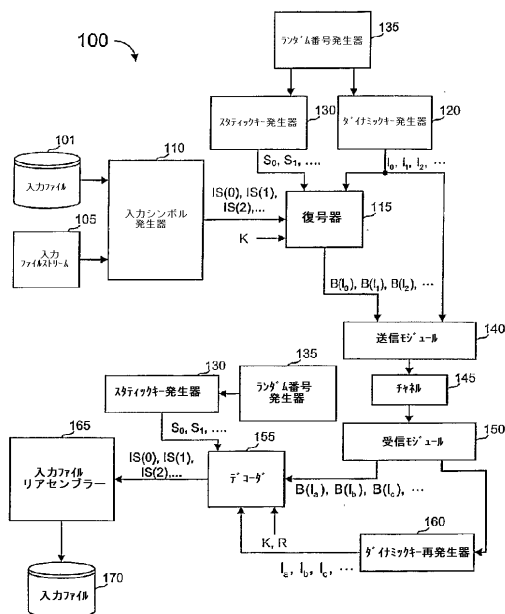 100
135
ランダム番号発生器
130
スタティックキー発生器
120
ダイナミックキー発生器
S₀, S₁, ....
I₀, I₁, I₂, ...
101
入力ファイル
110
入力シンボル
発生器
105
入力
ファイルストリーム
IS(0), IS(1),
IS(2),...
K
復号器
115
B(I₀), B(I₁), B(I₂), ...
送信モジュール
140
チャネル
145
受信モジュール
150
130
スタティックキー発生器
135
ランダム番号
発生器
S₀, S₁, ....
165
入力ファイル
リアセンブラー
IS(0), IS(1),
IS(2),...
155
デコーダ
B(Iₐ), B(I_b), B(I_c), ...
K, R
160
ダイナミックキー再発生器
Iₐ, I_b, I_c, ...
入力ファイル
170